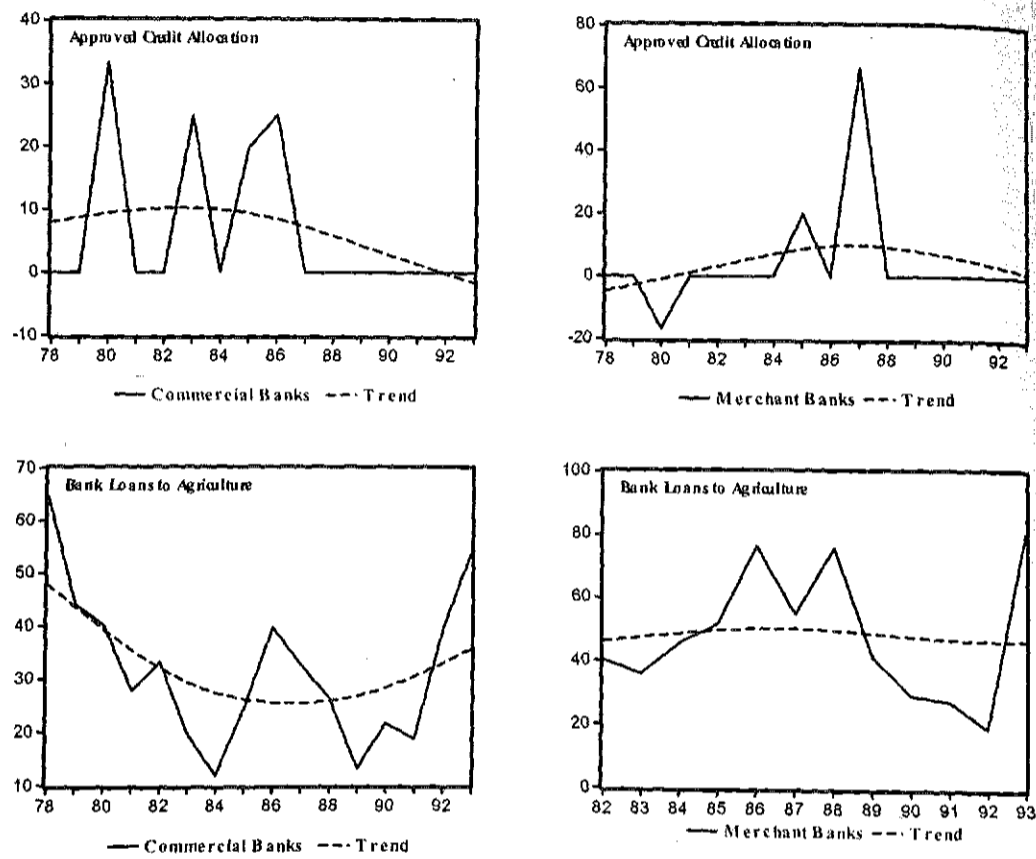 Approved Credit Allocation
40
30
20
10
0
-10
78 80 82 84 86 88 90 92
Commercial Banks Trend
Approved Credit Allocation
80
60
40
20
0
-20
78 80 82 84 86 88 90 92
Merchant Banks Trend
Bank Loans to Agriculture
70
60
50
40
30
20
10
78 80 82 84 86 88 90 92
Commercial Banks Trend
Bank Loans to Agriculture
100
80
60
40
20
0
82 83 84 85 86 87 88 89 90 91 92 93
Merchant Banks Trend